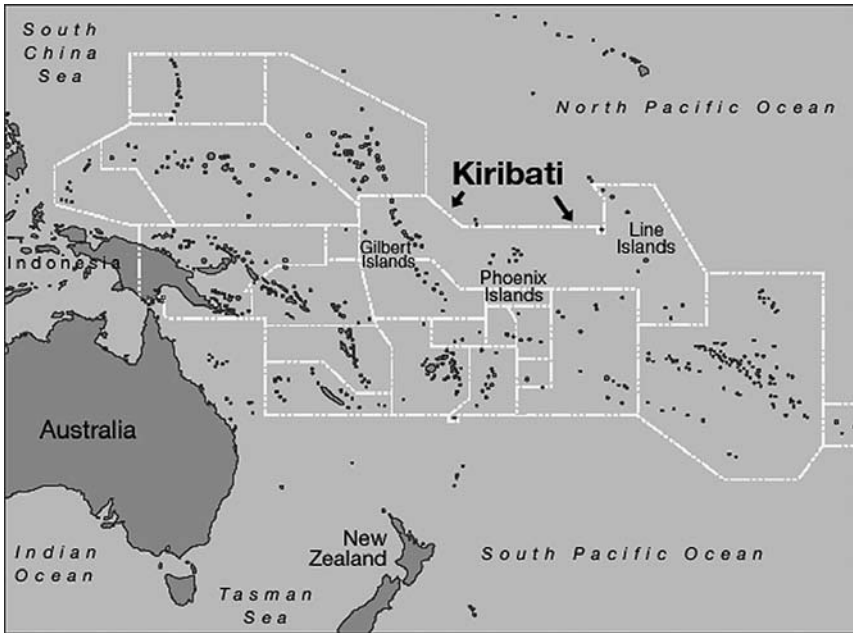 South
China
Sea
North Pacific Ocean
Kiribati
Line
Islands
Gilbert
Islands
Indonesia
Phoenix
Islands
Australia
New
Zealand
South Pacific Ocean
Indian
Ocean
Tasman
Sea